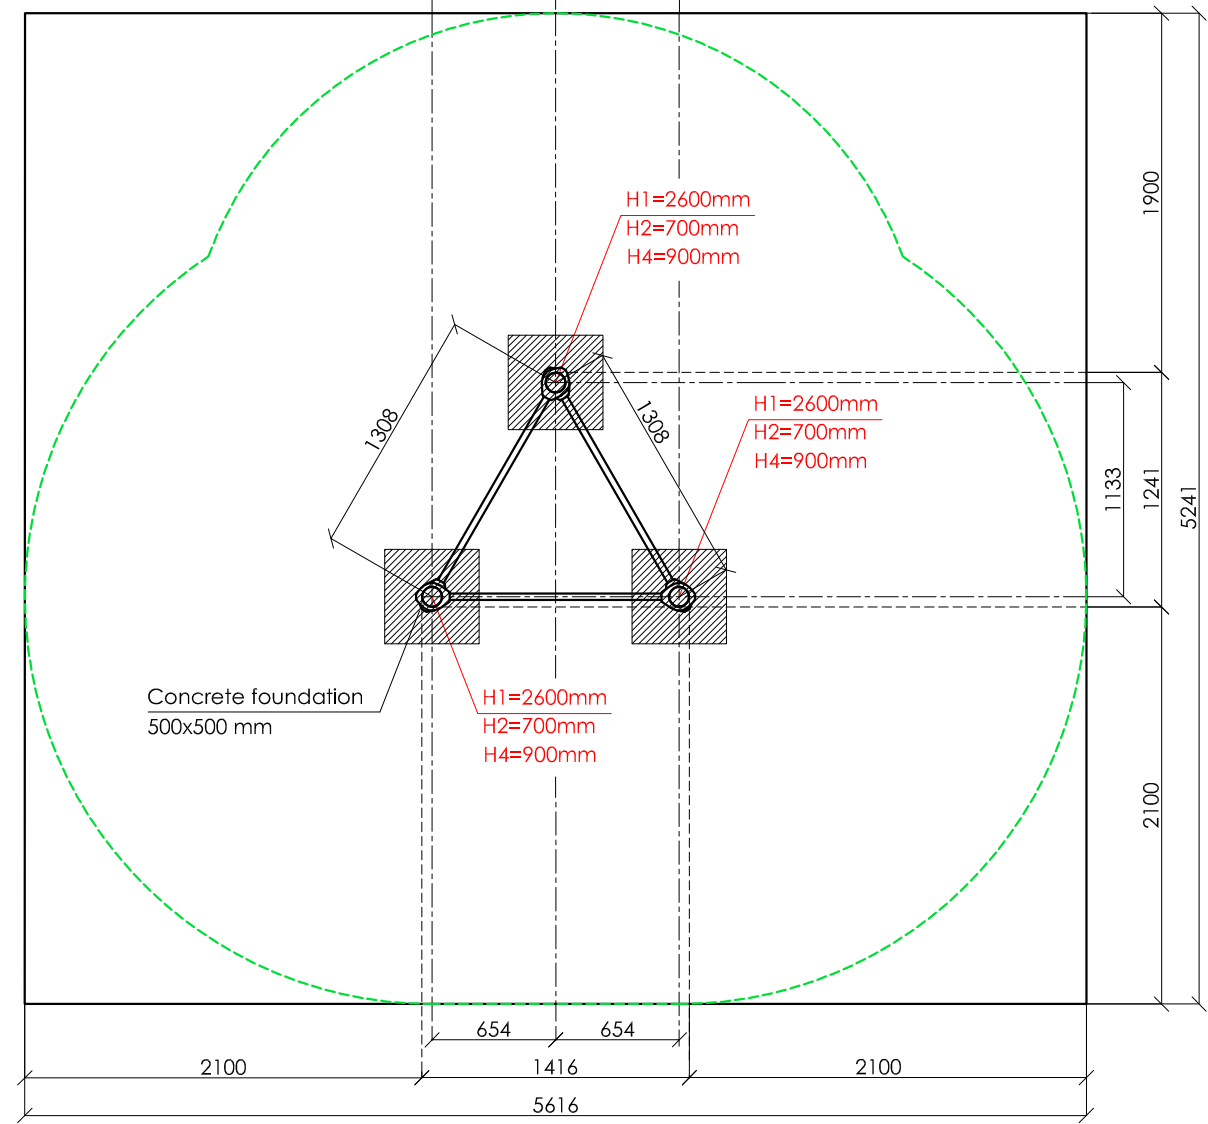 H1=2600mm
H2=700mm
H4=900mm
1900
1308
1308
H1=2600mm
H2=700mm
H4=900mm
1133
1241
5241
Concrete foundation
500x500 mm
H1=2600mm
H2=700mm
H4=900mm
2100
654
654
2100
1416
2100
5616